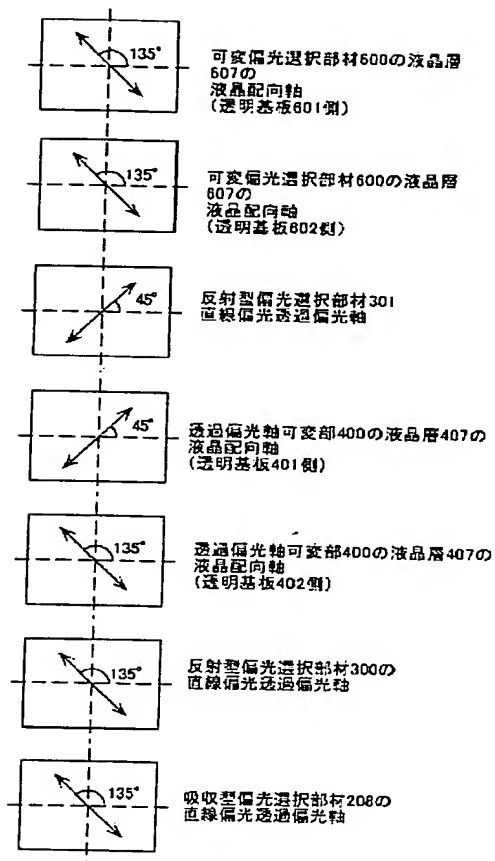 135°
可変偏光選択部材600の液晶層
607の
液晶配向軸
(透明基板601側)
135°
可変偏光選択部材600の液晶層
607の
液晶配向軸
(透明基板602側)
45°
反射型偏光選択部材301
直線偏光透過偏光軸
45°
透過偏光軸可変部400の液晶層407の
液晶配向軸
(透明基板401側)
135°
透過偏光軸可変部400の液晶層407の
液晶配向軸
(透明基板402側)
135°
反射型偏光選択部材300の
直線偏光透過偏光軸
135°
吸収型偏光選択部材208の
直線偏光透過偏光軸